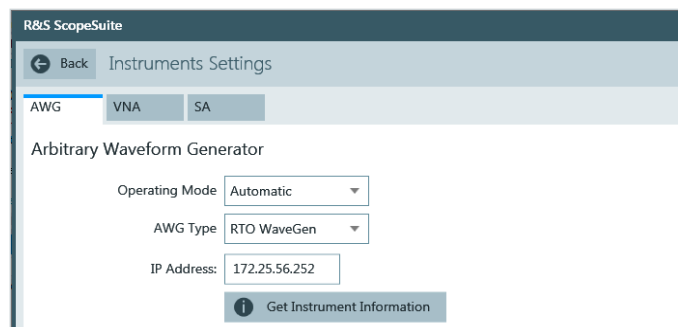 R&S ScopeSuite
Back Instruments Settings
AWG VNA SA
Arbitrary Waveform Generator
Operating Mode Automatic
AWG Type RTO WaveGen
IP Address: 172.25.56.252
Get Instrument Information